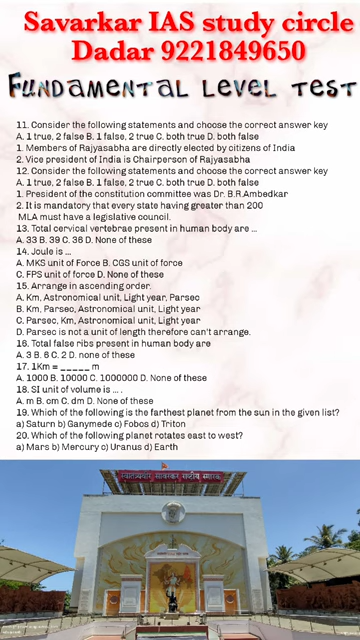 Savarkar IAS study circle
Dadar 9221849650
Fundamental level test
11. Consider the following statements and choose the correct answer key
A. 1 true, 2 false B. 1 false, 2 true C. both true D. both false
1. Members of Rajyasabha are directly elected by citizens of India
2. Vice president of India is Chairperson of Rajyasabha
12. Consider the following statements and choose the correct answer key
A. 1 true, 2 false B. 1 false, 2 true C. both true D. both false
1. President of the constitution committee was Dr. B.R.Ambedkar
2. It is mandatory that every state having greater than 200
MLA must have a legislative council.
13. Total cervical vertebrae present in human body are ...
A. 33 B. 39 C. 36 D. None of these
14. Joule is ...
A. MKS unit of Force B. CGS unit of force
C, FPS unit of force D. None of these
15. Arrange in ascending order.
A. Km, Astronomical unit, Light year, Parsec
B. Km, Parsec, Astronomical unit, Light year
C. Parsec, Km, Astronomical unit, Light year
D. Parsec is not a unit of length therefore can't arrange.
16. Total false ribs present in human body are
A. 3 B. 6 C. 2 D. none of these
17. 1Km = _____ m
A. 1000 B. 10000 C. 1000000 D. None of these
18. SI unit of volume is ... .
A. m B. cm C. dm D. None of these
19. Which of the following is the farthest planet from the sun in the given list?
a) Saturn b) Ganymede c) Fobos d) Triton
20. Which of the following planet rotates east to west?
a) Mars b) Mercury c) Uranus d) Earth
स्वातंत्र्यवीर सावरकर राष्ट्रीय स्मारक